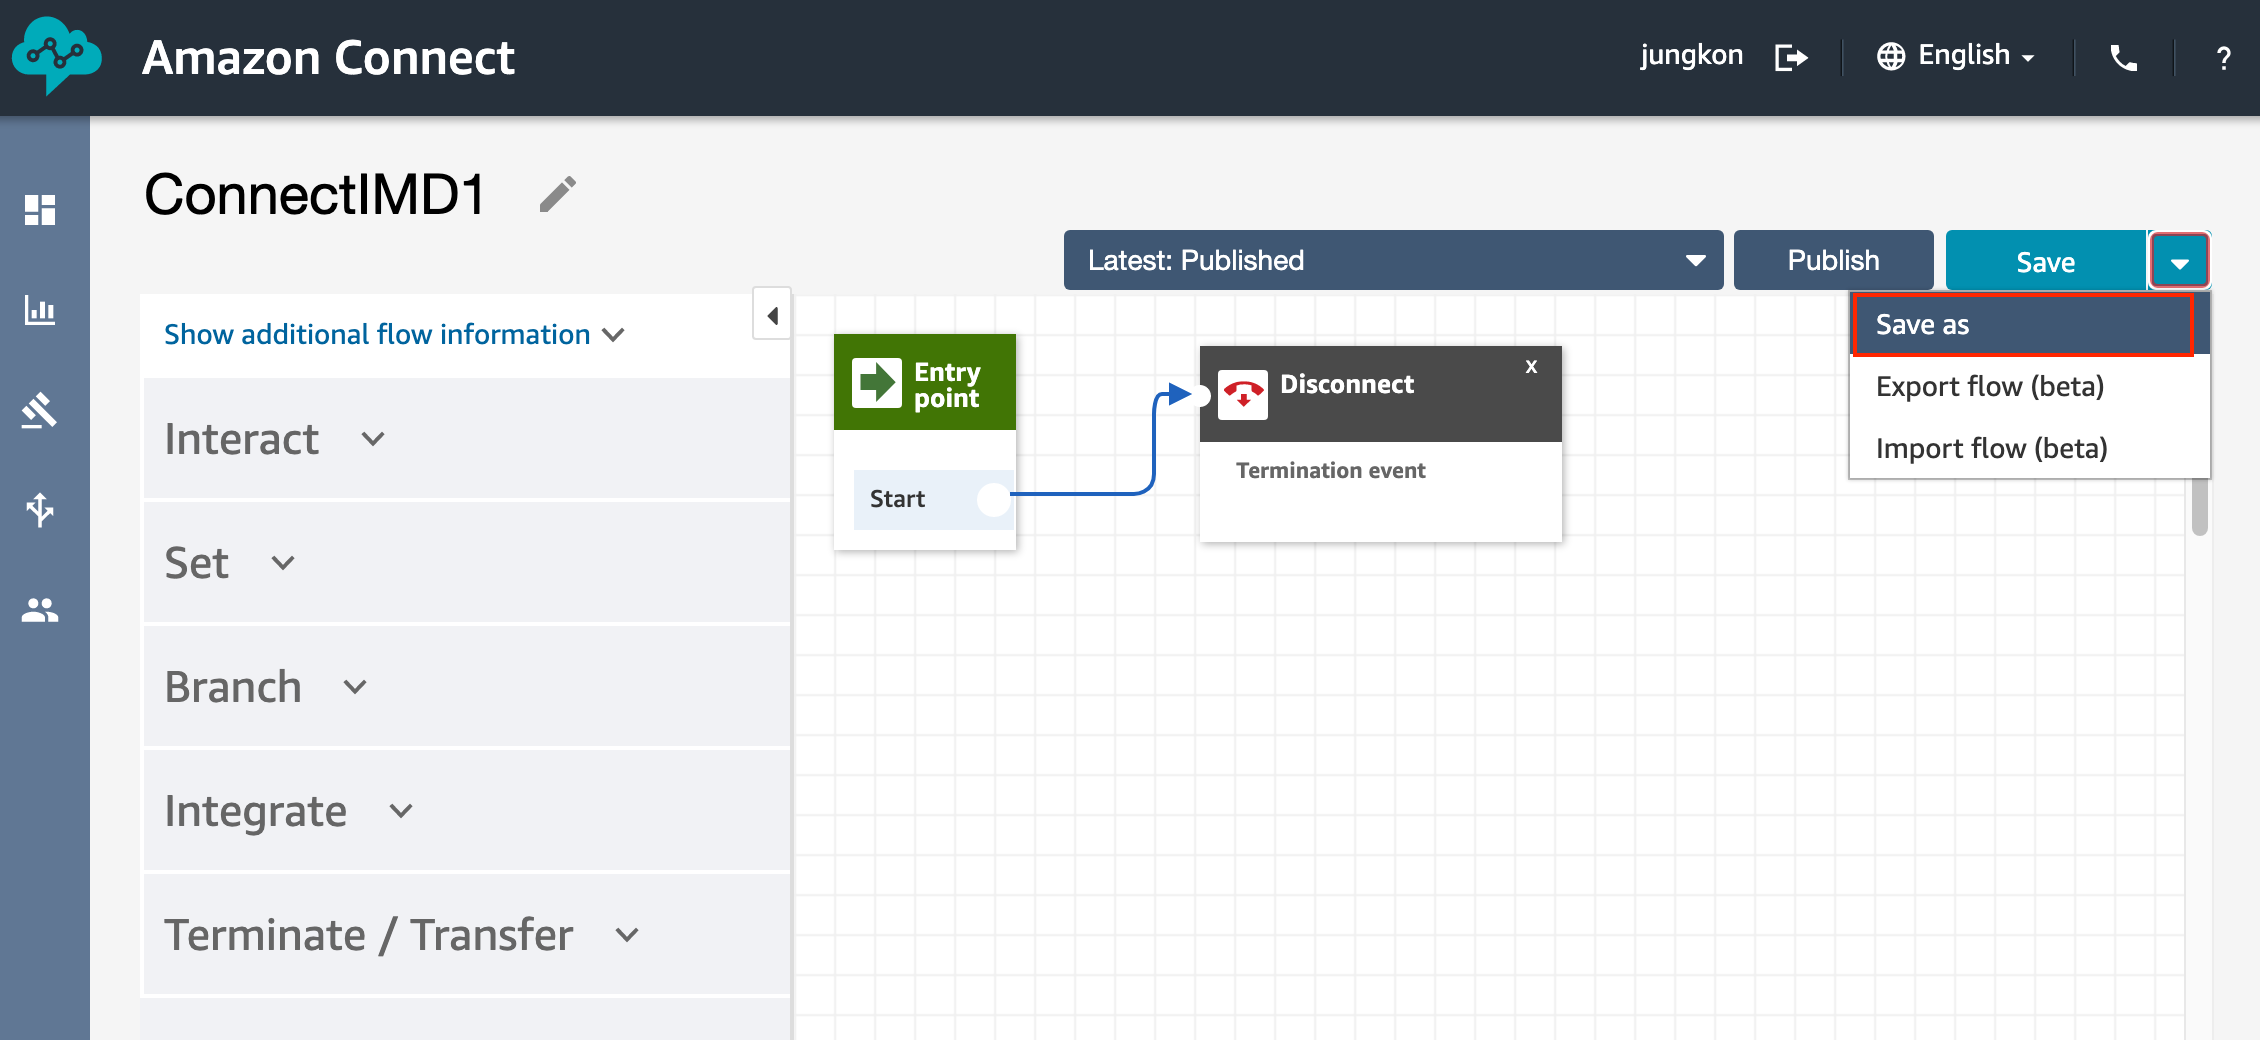 Amazon Connect
jungkon
English
?
ConnectIMD1
Latest: Published
Publish
Save
Save as
Export flow (beta)
Import flow (beta)
Show additional flow information
Interact
Set
Branch
Integrate
Terminate / Transfer
Entry
point
Start
Disconnect
x
Termination event